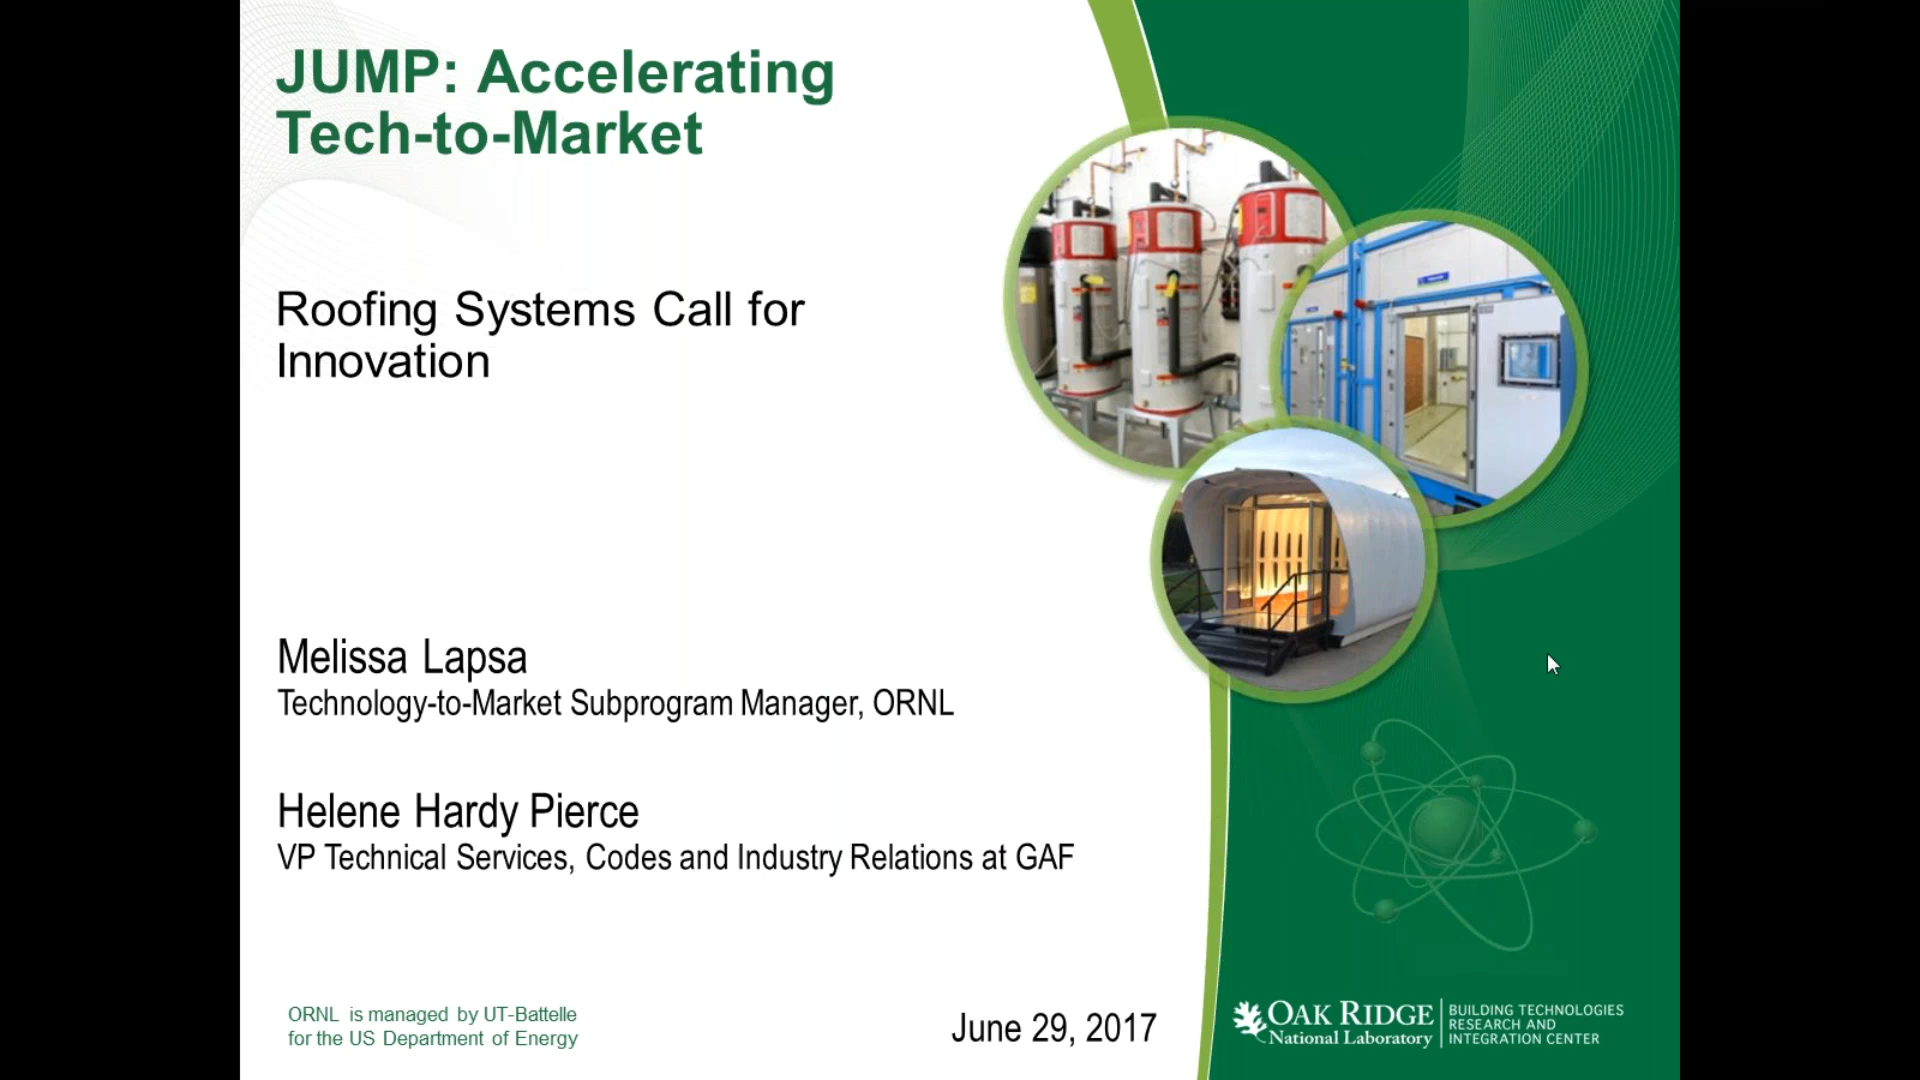 JUMP: Accelerating
Tech-to-Market
Roofing Systems Call for
Innovation
Melissa Lapsa
Technology-to-Market Subprogram Manager, ORNL
Helene Hardy Pierce
VP Technical Services, Codes and Industry Relations at GAF
ORNL is managed by UT-Battelle
for the US Department of Energy
June 29, 2017
OAK RIDGE
National Laboratory
BUILDING TECHNOLOGIES
RESEARCH AND
INTEGRATION CENTER